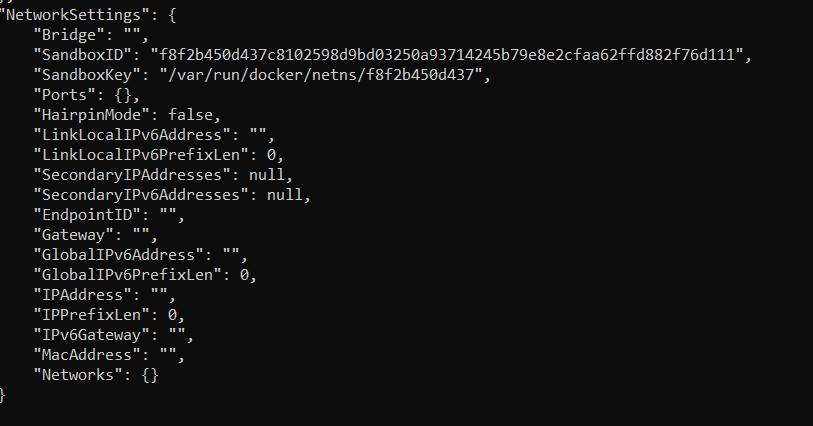 "NetworkSettings": {
"Bridge": "",
"SandboxID": "f8f2b450d437c8102598d9bd03250a93714245b79e8e2cfaa62ffd882f76d111",
"SandboxKey": "/var/run/docker/netns/f8f2b450d437",
"Ports": {},
"HairpinMode": false,
"LinkLocalIPv6Address": "",
"LinkLocalIPv6PrefixLen": 0,
"SecondaryIPAddresses": null,
"SecondaryIPv6Addresses": null,
"EndpointID": "",
"Gateway": "",
"GlobalIPv6Address": "",
"GlobalIPv6PrefixLen": 0,
"IPAddress": "",
"IPPrefixLen": 0,
"IPv6Gateway": "",
"MacAddress": "",
"Networks": {}
}